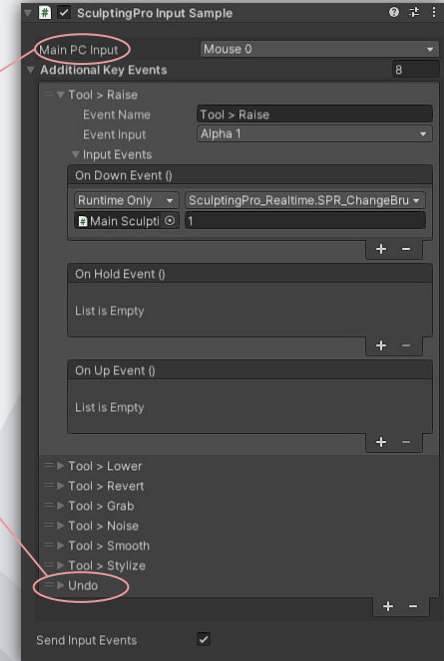 SculptingPro Input Sample
Main PC Input Mouse 0
Additional Key Events 8
Tool > Raise
Event Name Tool > Raise
Event Input Alpha 1
Input Events
On Down Event ()
Runtime Only SculptingPro_Realtime.SPR_ChangeBru
Main Sculpti 1
+ -
On Hold Event ()
List is Empty
+ -
On Up Event ()
List is Empty
+ -
Tool > Lower
Tool > Revert
Tool > Grab
Tool > Noise
Tool > Smooth
Tool > Stylize
Undo
+ -
Send Input Events